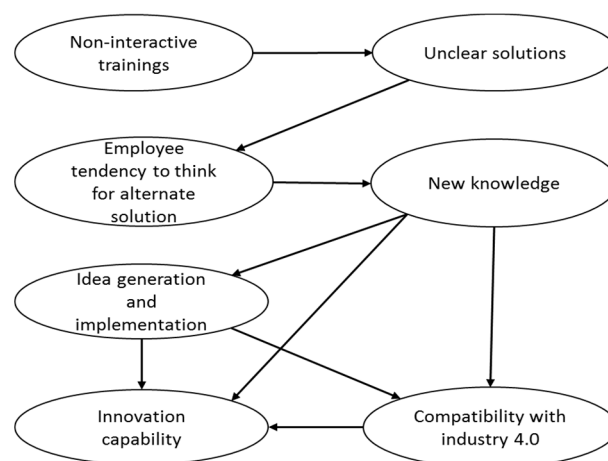 Non-interactive
trainings
Unclear solutions
Employee
tendency to think
for alternate
solution
New knowledge
Idea generation
and
implementation
Innovation
capability
Compatibility with
industry 4.0